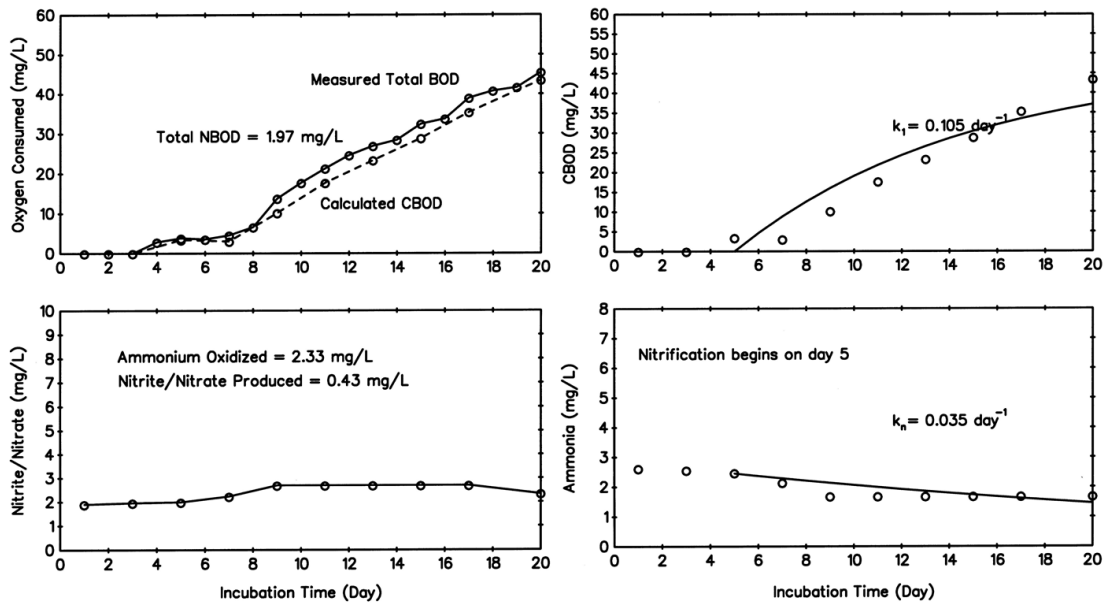 60
50
40
30
20
10
0
Oxygen Consumed (mg/L)
Measured Total BOD
Total NBOD = 1.97 mg/L
Calculated CBOD
0 2 4 6 8 10 12 14 16 18 20
60
55
50
45
40
35
30
25
20
15
10
5
0
CBOD (mg/L)
k₁= 0.105 day⁻¹
0 2 4 6 8 10 12 14 16 18 20
10
9
8
7
6
5
4
3
2
1
0
Nitrite/Nitrate (mg/L)
Ammonium Oxidized = 2.33 mg/L
Nitrite/Nitrate Produced = 0.43 mg/L
0 2 4 6 8 10 12 14 16 18 20
Incubation Time (Day)
8
7
6
5
4
3
2
1
0
Ammonia (mg/L)
Nitrification begins on day 5
kₙ= 0.035 day⁻¹
0 2 4 6 8 10 12 14 16 18 20
Incubation Time (Day)